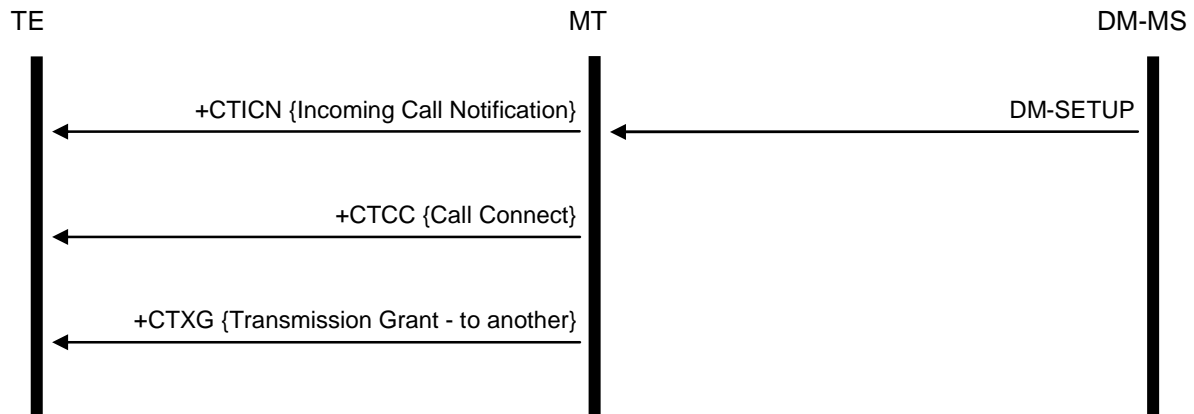 TE
MT
DM-MS
+CTICN {Incoming Call Notification}
DM-SETUP
+CTCC {Call Connect}
+CTXG {Transmission Grant - to another}